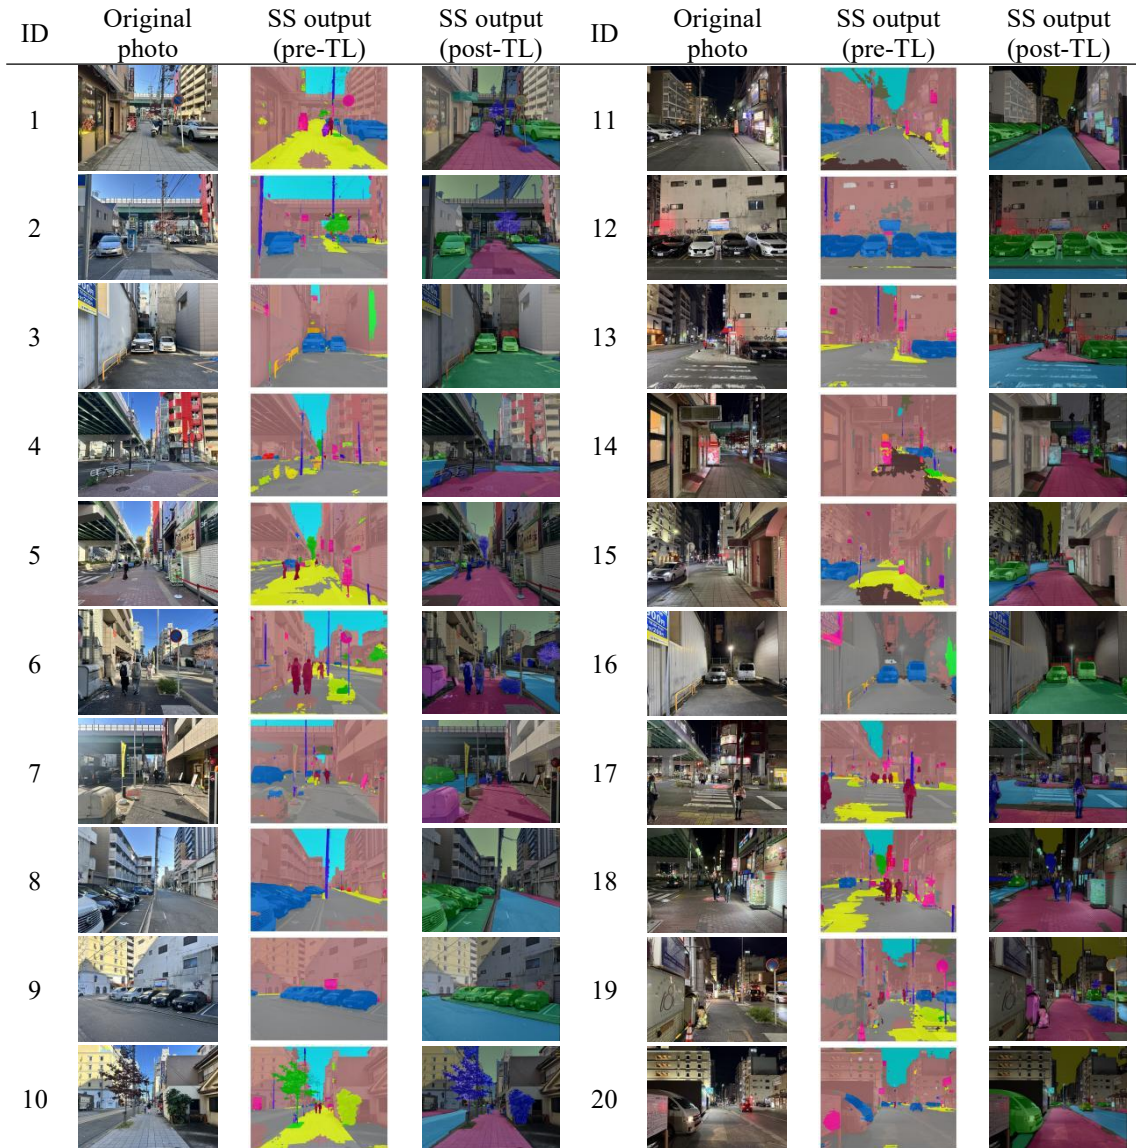 ID
Original
photo
SS output
(pre-TL)
SS output
(post-TL)
ID
Original
photo
SS output
(pre-TL)
SS output
(post-TL)
1
11
2
12
3
13
4
14
5
15
6
16
7
17
8
18
9
19
10
20